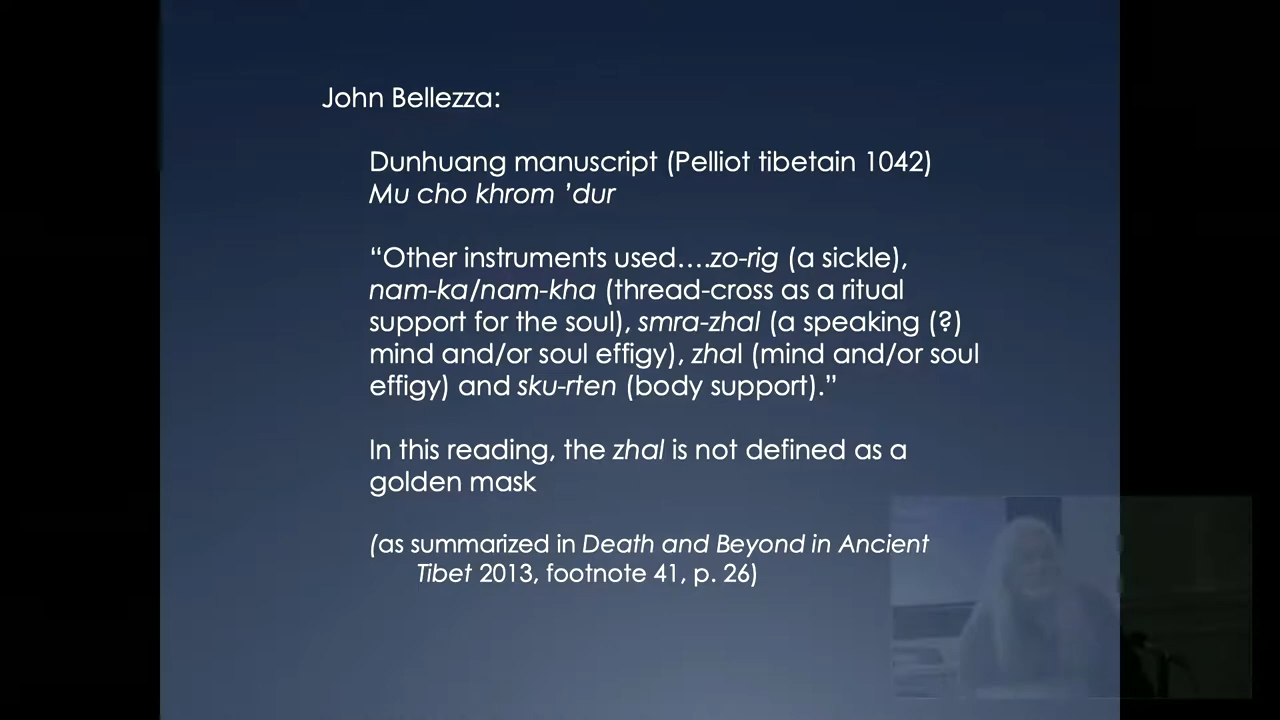 John Bellezza:
Dunhuang manuscript (Pelliot tibetain 1042)
Mu cho khrom ’dur
“Other instruments used….zo-rig (a sickle),
nam-ka/nam-kha (thread-cross as a ritual
support for the soul), smra-zhal (a speaking (?)
mind and/or soul effigy), zhal (mind and/or soul
effigy) and sku-rten (body support).”
In this reading, the zhal is not defined as a
golden mask
(as summarized in Death and Beyond in Ancient
Tibet 2013, footnote 41, p. 26)